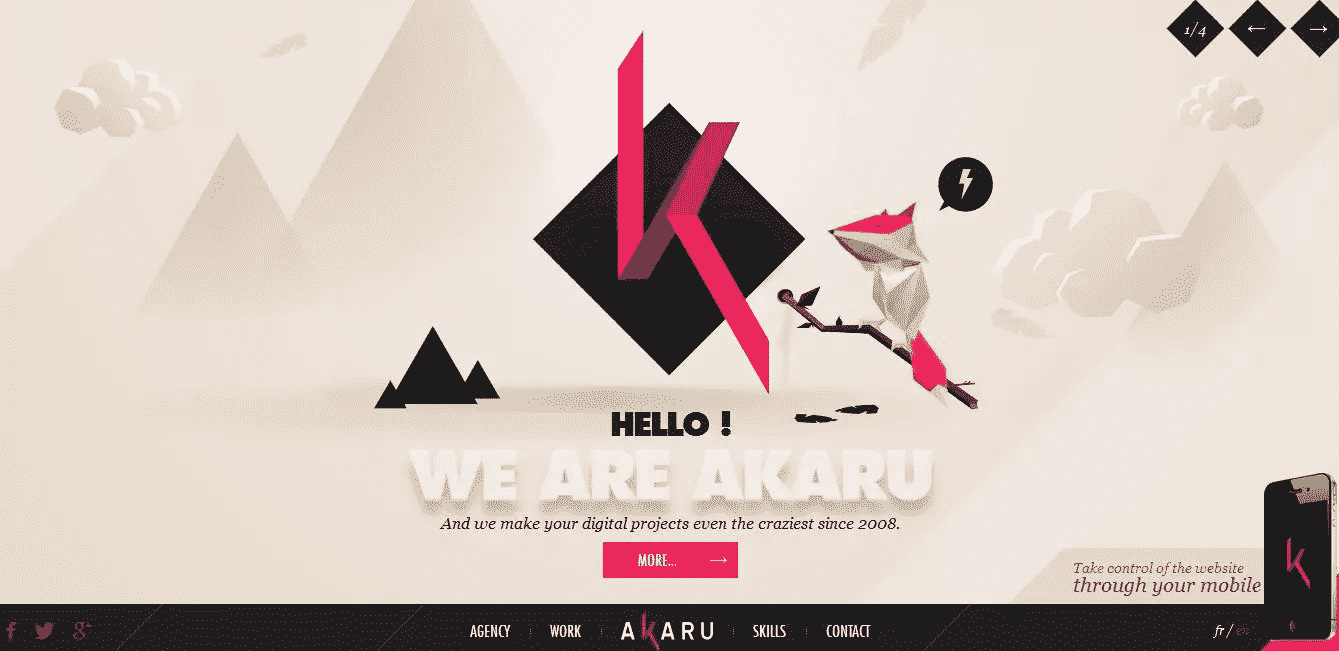 1/4 ← →
k
HELLO !
WE ARE AKARU
And we make your digital projects even the craziest since 2008.
MORE... →
Take control of the website
through your mobile
k
AGENCY WORK AKARU SKILLS CONTACT
fr / en